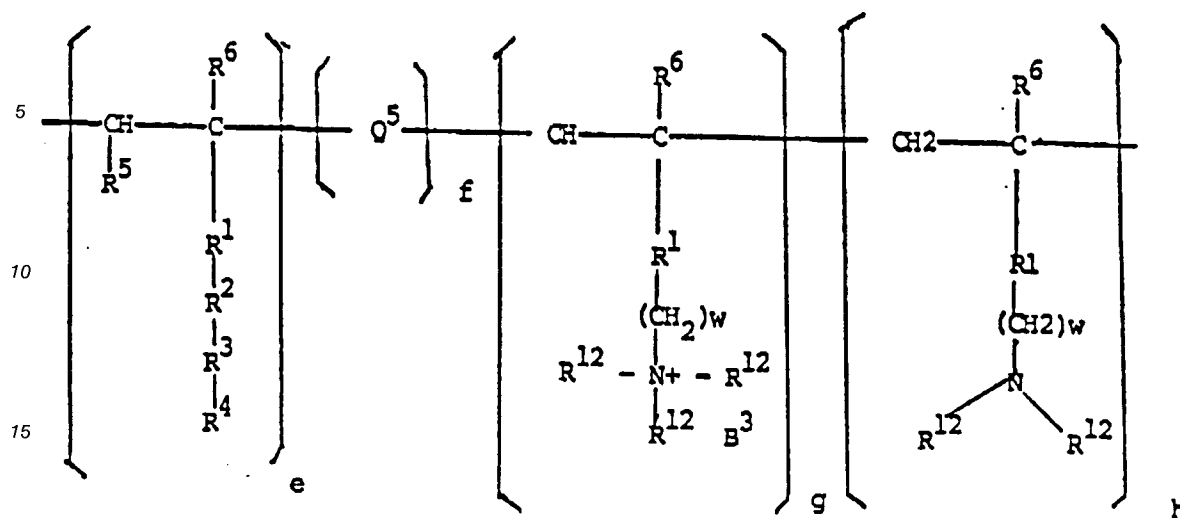 R⁶ R⁶ R⁶
5 CH C Q⁵ CH C CH2 C
R⁵ f
R¹ R¹ R1
10 R² (CH₂)w (CH2)w
R³ R¹² - N+ - R¹² N
R⁴ R¹² B³ R¹² R¹²
15
e g h